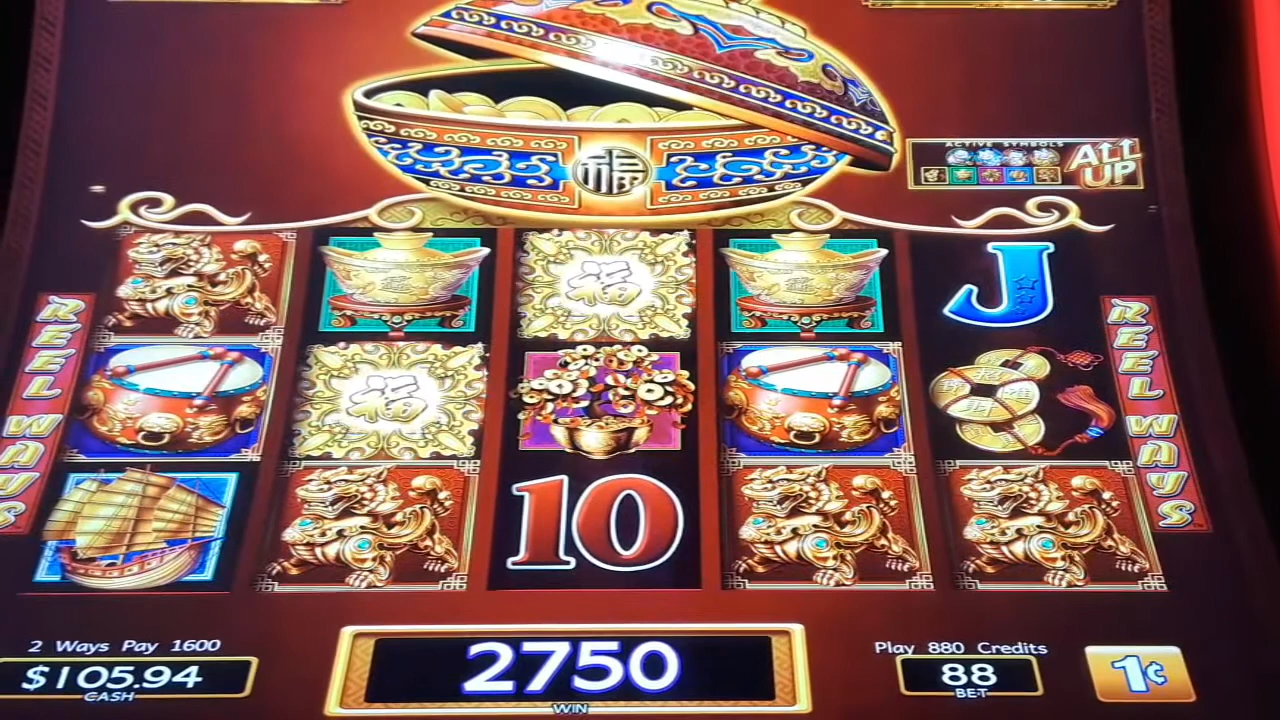 福
ACTIVE SYMBOLS
ALL UP
福
J
REEL WAYS
REEL WAYS
福
10
2 Ways Pay 1600
Play 880 Credits
$105.94
2750
88
1¢
CASH
WIN
BET